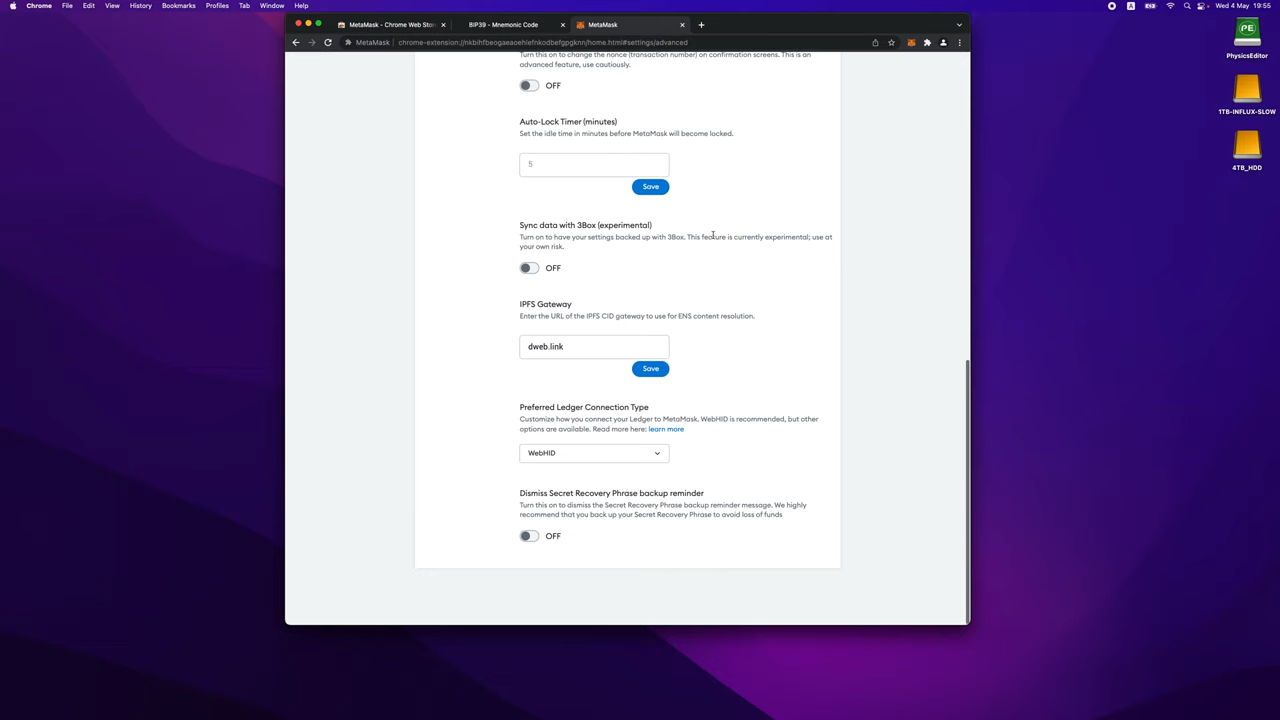 Chrome File Edit View History Bookmarks Profiles Tab Window Help
A
Wed 4 May 19:55
MetaMask - Chrome Web Sto
BIP39 - Mnemonic Code
MetaMask
MetaMask chrome-extension://nkbihfbeogaeaoehlefnkodbefgpgknn/home.html#settings/advanced
Turn this on to change the nonce (transaction number) on confirmation screens. This is an
advanced feature, use cautiously.
OFF
Auto-Lock Timer (minutes)
Set the idle time in minutes before MetaMask will become locked.
5
Save
Sync data with 3Box (experimental)
Turn on to have your settings backed up with 3Box. This feature is currently experimental; use at
your own risk.
OFF
IPFS Gateway
Enter the URL of the IPFS CID gateway to use for ENS content resolution.
dweb.link
Save
Preferred Ledger Connection Type
Customize how you connect your Ledger to MetaMask. WebHID is recommended, but other
options are available. Read more here: learn more
WebHID
Dismiss Secret Recovery Phrase backup reminder
Turn this on to dismiss the Secret Recovery Phrase backup reminder message. We highly
recommend that you back up your Secret Recovery Phrase to avoid loss of funds
OFF
PE
PhysicsEditor
1TB-INFLUX-SLOW
4TB_HDD